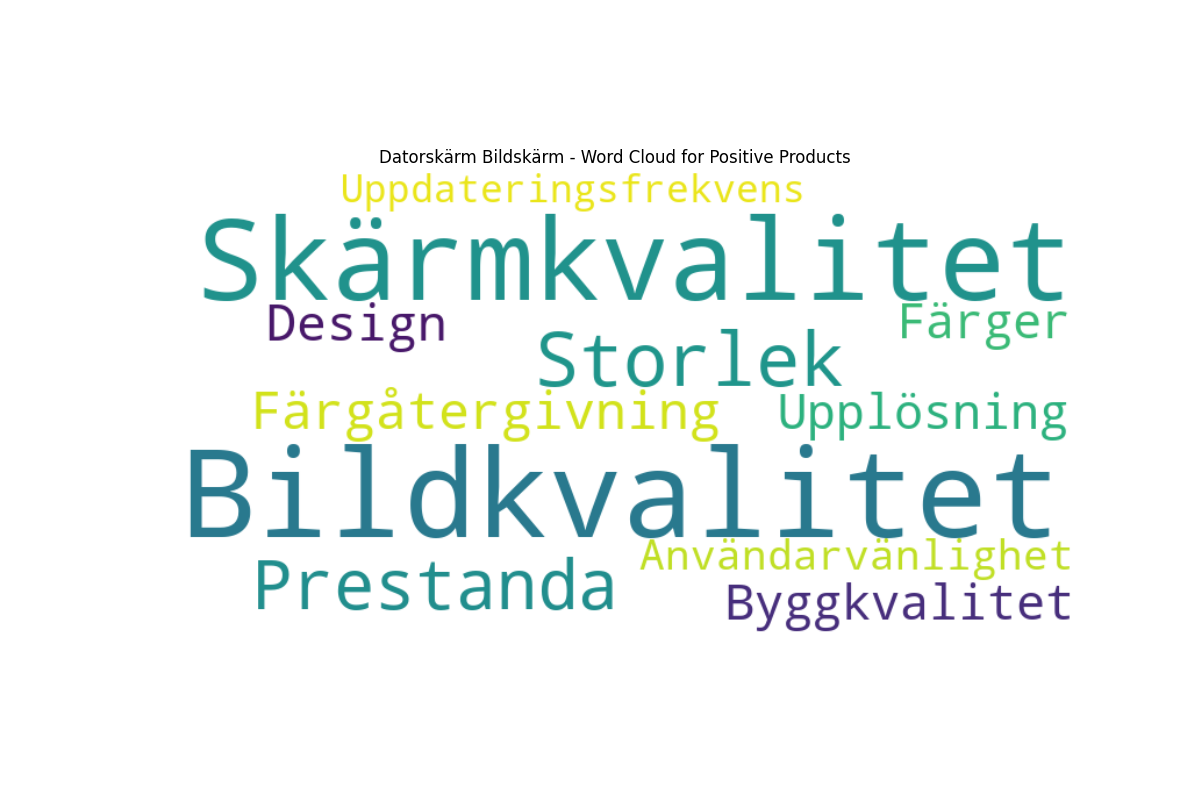 Datorskärm Bildskärm - Word Cloud for Positive Products
Uppdateringsfrekvens
Skärmkvalitet
Design
Färger
Storlek
Färgåtergivning
Upplösning
Bildkvalitet
Användarvänlighet
Prestanda
Byggkvalitet